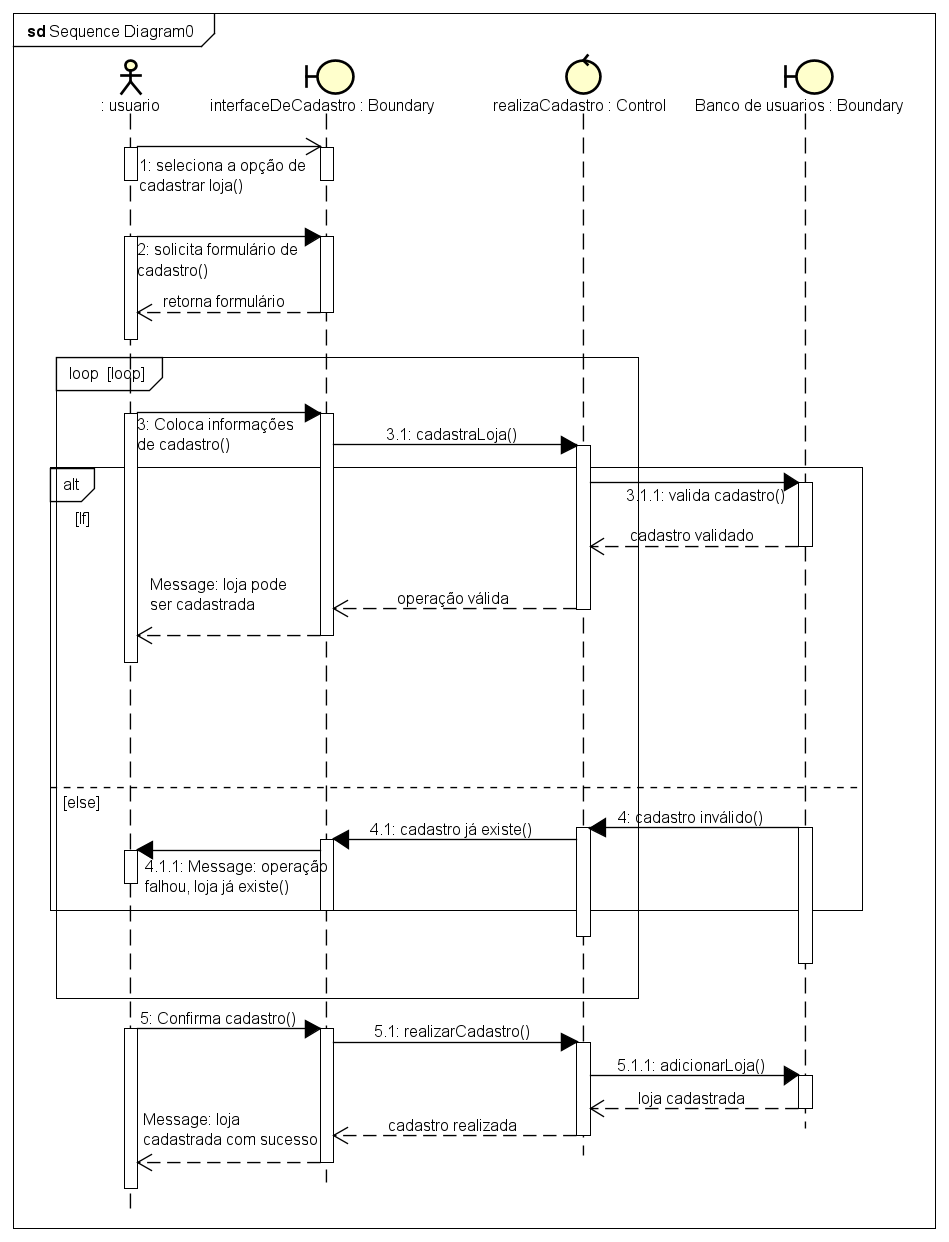 sd Sequence Diagram0
: usuario
interfaceDeCadastro : Boundary
realizaCadastro : Control
Banco de usuarios : Boundary
1: seleciona a opção de
cadastrar loja()
2: solicita formulário de
cadastro()
retorna formulário
loop [loop]
3: Coloca informações
de cadastro()
3.1: cadastraLoja()
alt
[If]
3.1.1: valida cadastro()
cadastro validado
Message: loja pode
ser cadastrada
operação válida
[else]
4: cadastro inválido()
4.1: cadastro já existe()
4.1.1: Message: operação
falhou, loja já existe()
5: Confirma cadastro()
5.1: realizarCadastro()
5.1.1: adicionarLoja()
loja cadastrada
Message: loja
cadastrada com sucesso
cadastro realizada